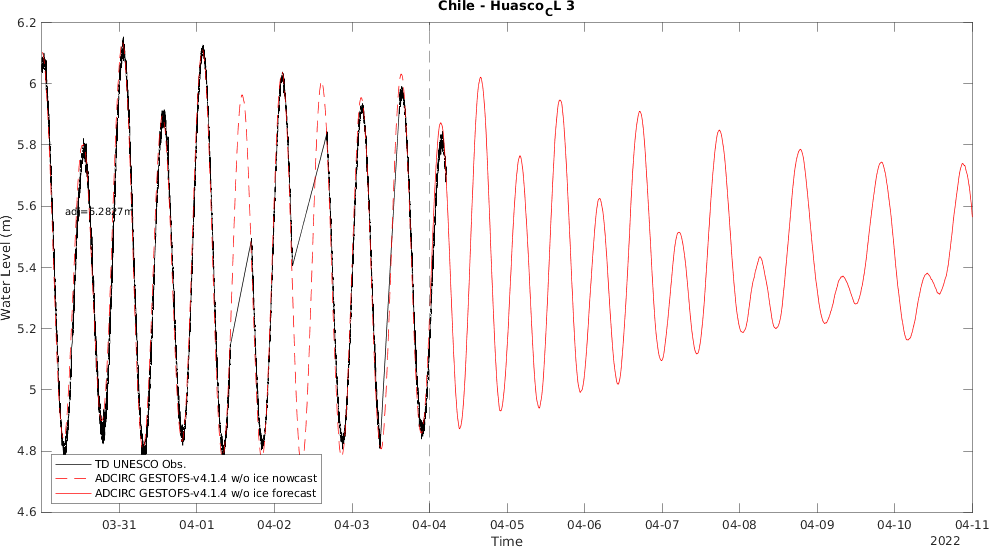 Chile - Huasco_CL 3
6.2
6
5.8
5.6
5.4
5.2
5
4.8
4.6
Water Level (m)
adj=5.2827m
TD UNESCO Obs.
ADCIRC GESTOFS-v4.1.4 w/o ice nowcast
ADCIRC GESTOFS-v4.1.4 w/o ice forecast
03-31 04-01 04-02 04-03 04-04 04-05 04-06 04-07 04-08 04-09 04-10 04-11
Time
2022